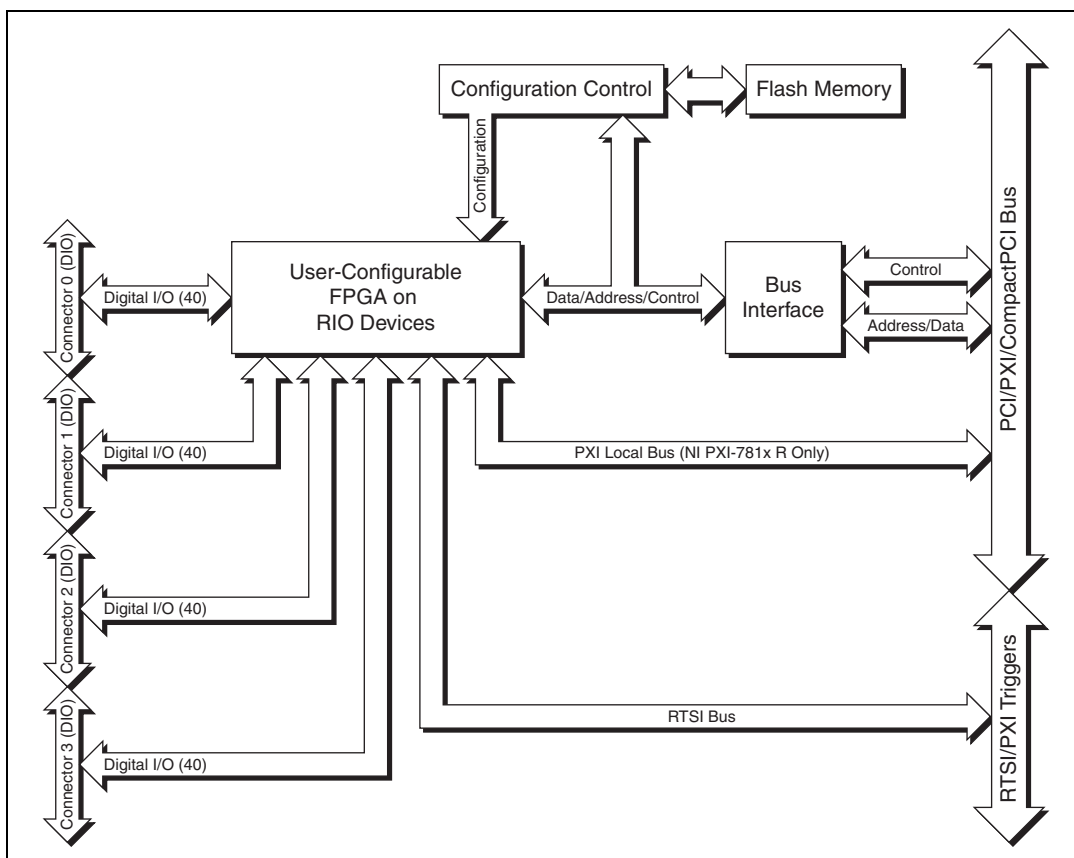 Configuration Control
Flash Memory
Configuration
PCI/PXI/CompactPCI Bus
Connector 0 (DIO)
Digital I/O (40)
User-Configurable
FPGA on
RIO Devices
Data/Address/Control
Bus
Interface
Control
Address/Data
Connector 1 (DIO)
Digital I/O (40)
PXI Local Bus (NI PXI-781x R Only)
Connector 2 (DIO)
Digital I/O (40)
RTSI/PXI Triggers
RTSI Bus
Connector 3 (DIO)
Digital I/O (40)